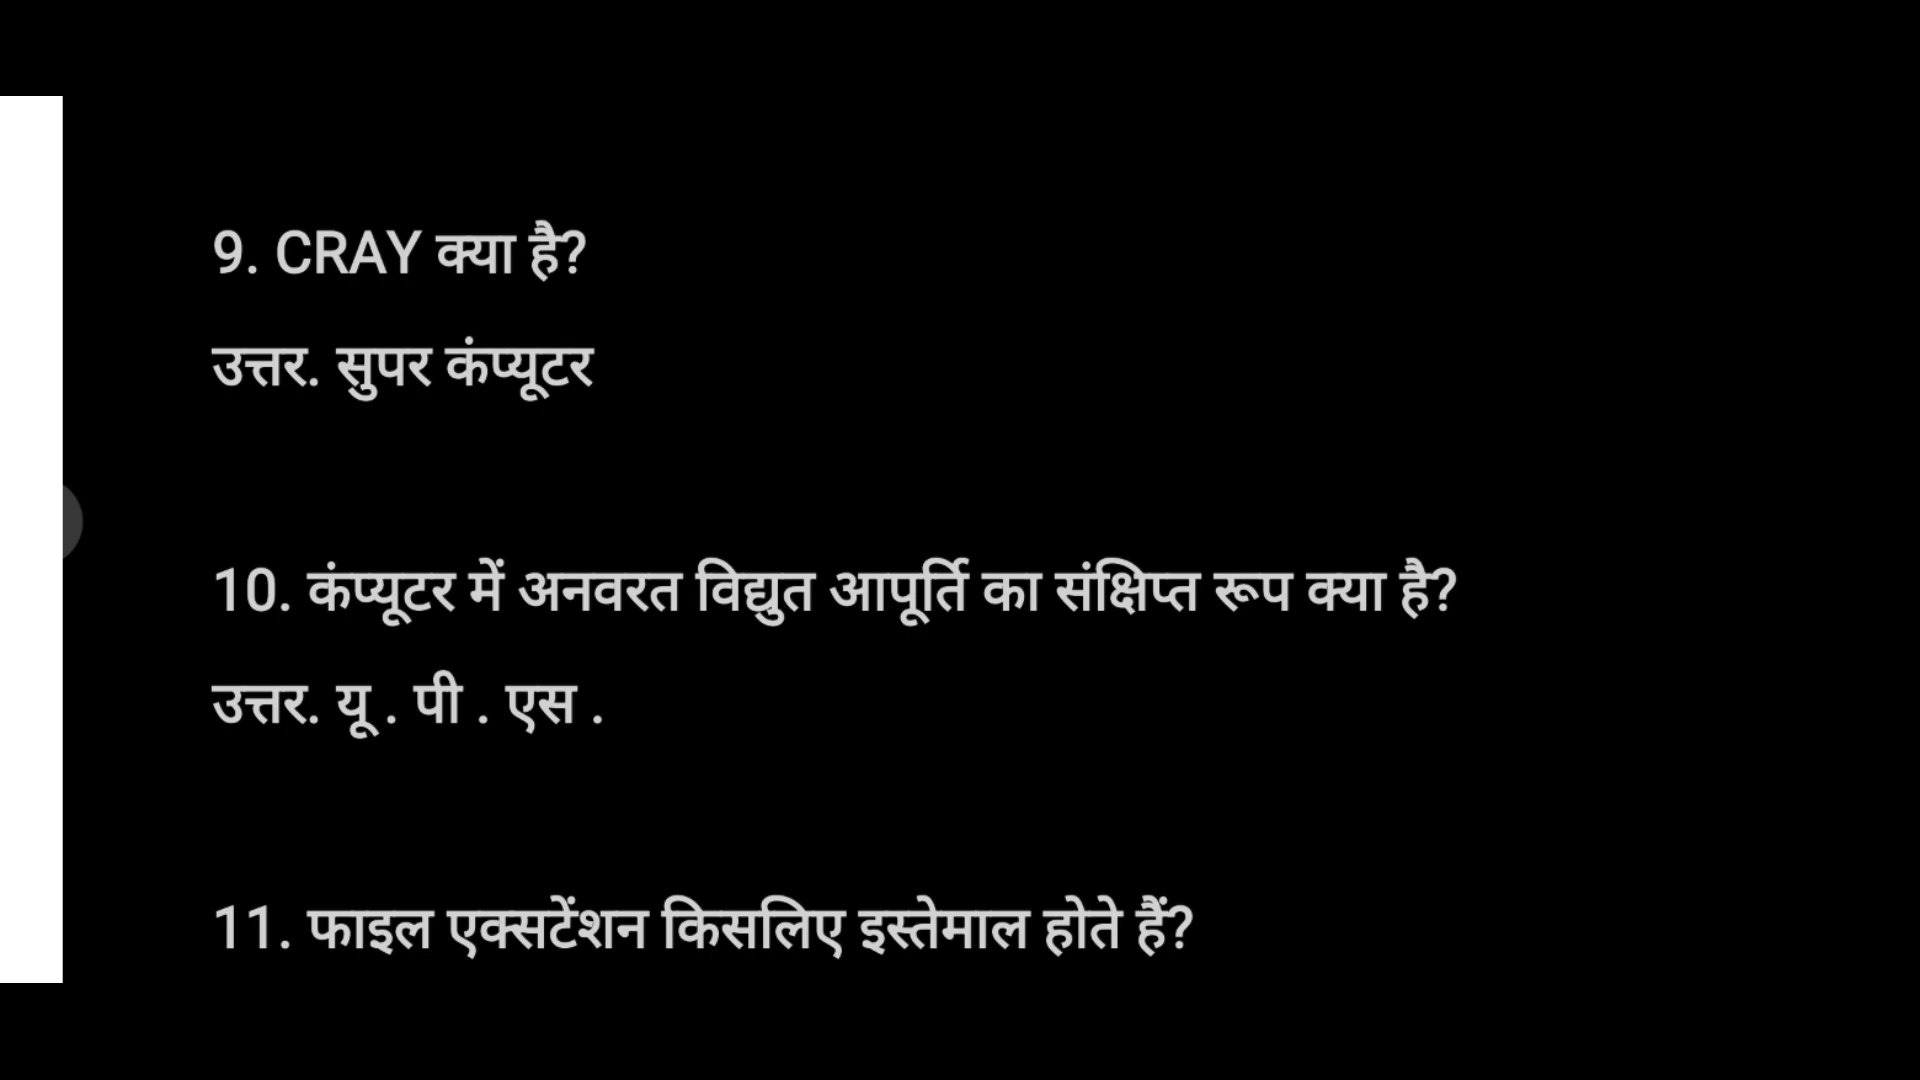 9. CRAY क्या है?
उत्तर. सुपर कंप्यूटर
10. कंप्यूटर में अनवरत विद्युत आपूर्ति का संक्षिप्त रूप क्या है?
उत्तर. यू . पी . एस .
11. फाइल एक्सटेंशन किसलिए इस्तेमाल होते हैं?